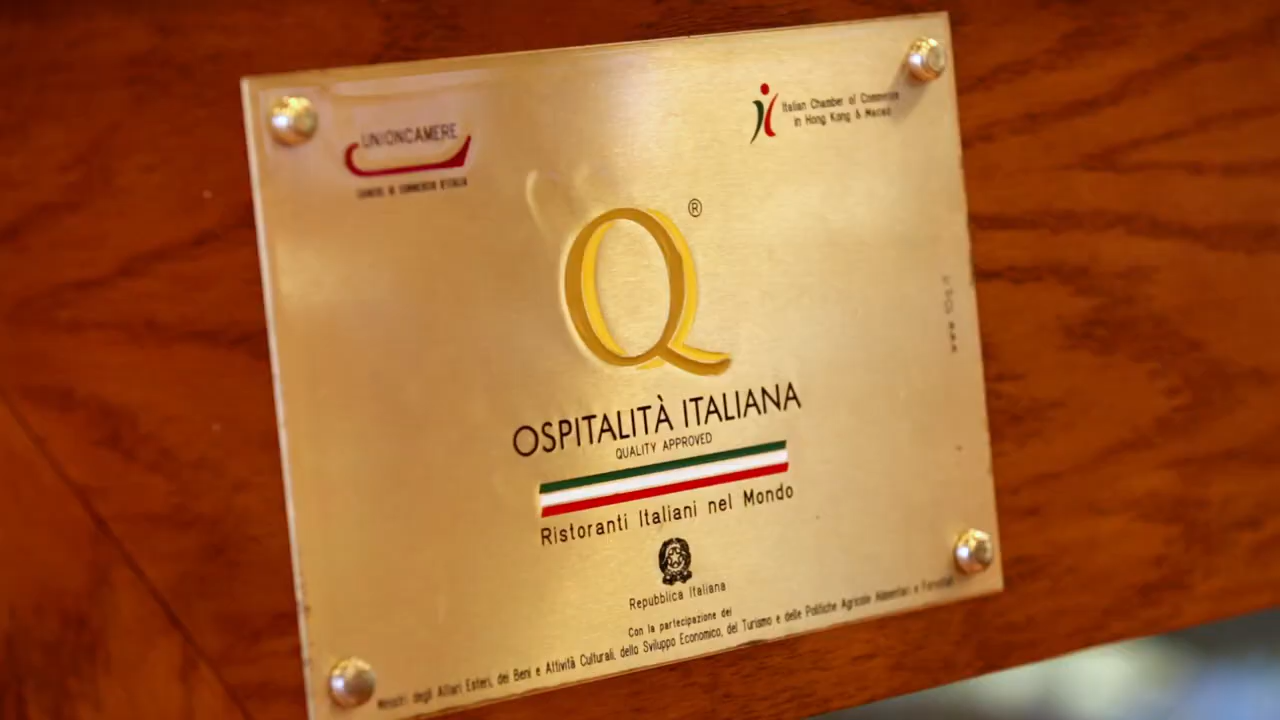 UNIONCAMERE
CAMERE DI COMMERCIO D'ITALIA
Italian Chamber of Commerce
in Hong Kong & Macao
Q®
OSPITALITÀ ITALIANA
QUALITY APPROVED
Ristoranti Italiani nel Mondo
Repubblica Italiana
Con la partecipazione dei
Ministri degli Affari Esteri, dei Beni e Attività Culturali, dello Sviluppo Economico, del Turismo e delle Politiche Agricole Alimentari e Forestali